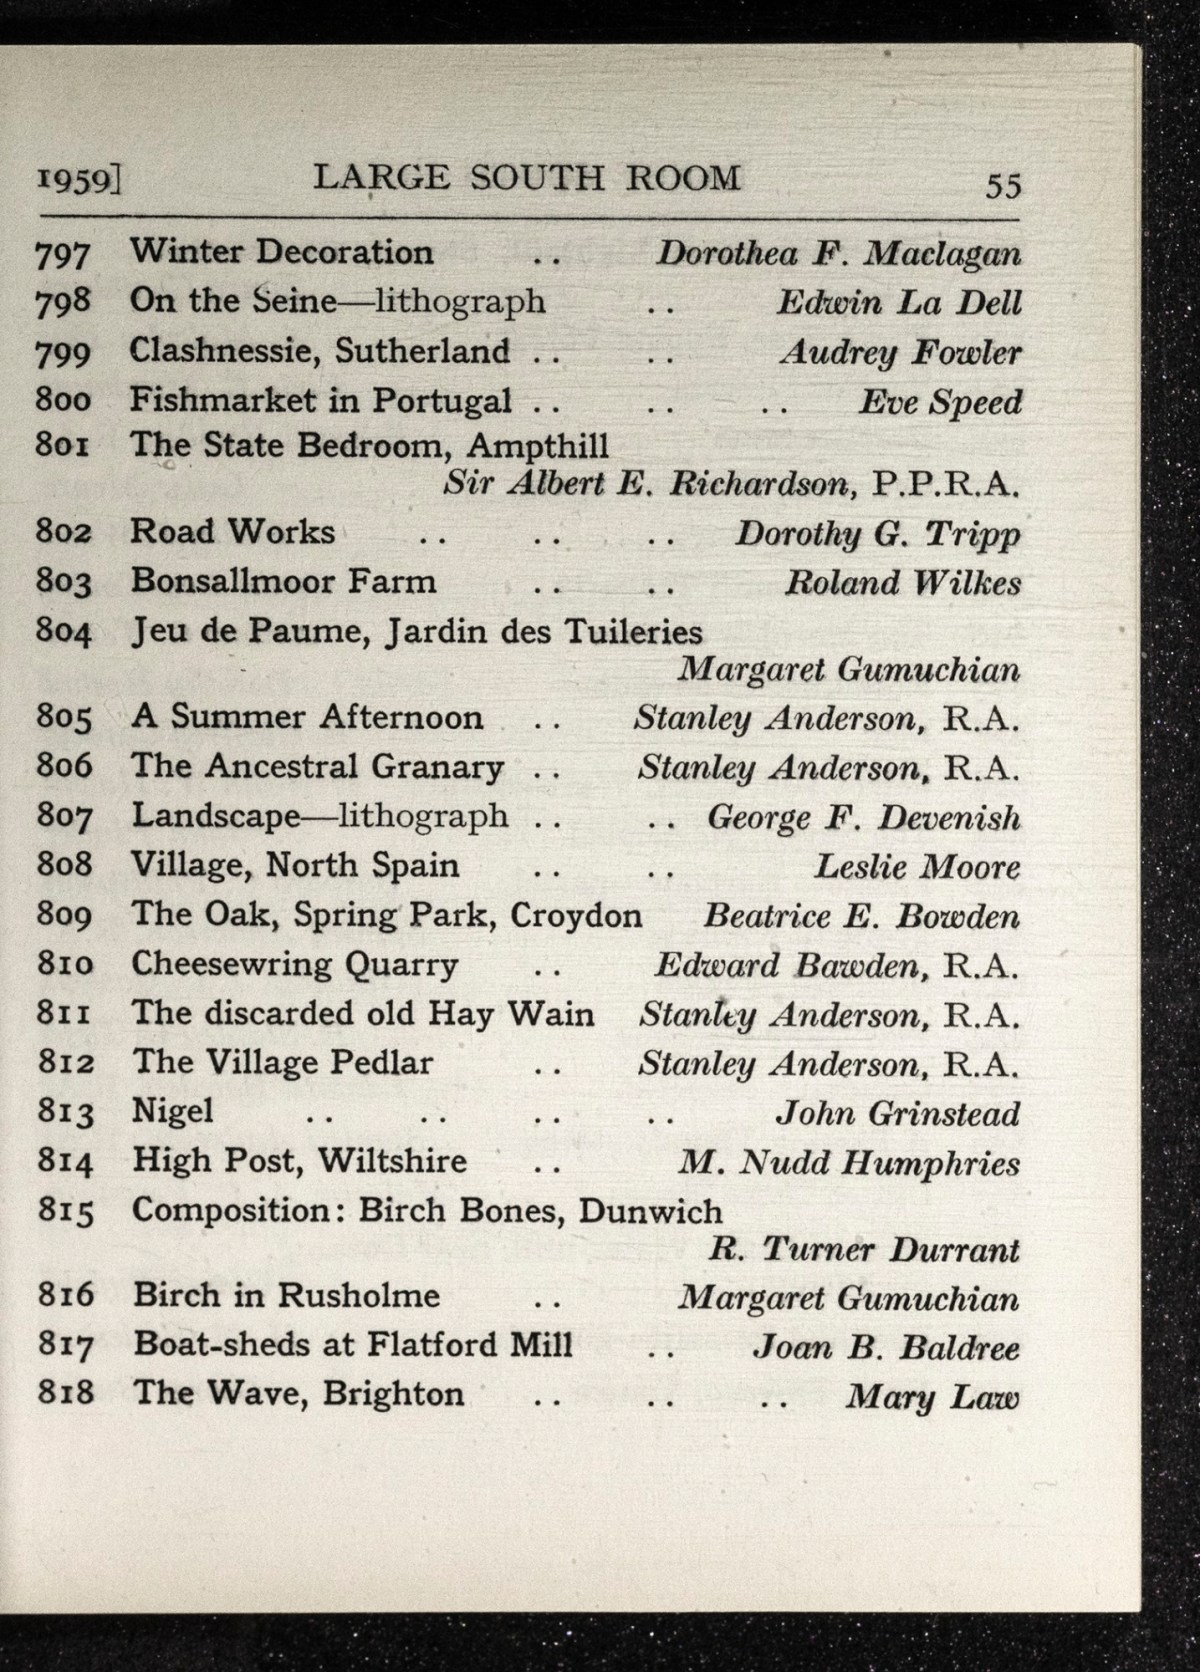 1959] LARGE SOUTH ROOM 55
797 Winter Decoration .. Dorothea F. Maclagan
798 On the Seine—lithograph .. Edwin La Dell
799 Clashnessie, Sutherland .. .. Audrey Fowler
800 Fishmarket in Portugal .. .. .. Eve Speed
801 The State Bedroom, Ampthill
Sir Albert E. Richardson, P.P.R.A.
802 Road Works .. .. .. Dorothy G. Tripp
803 Bonsallmoor Farm .. .. Roland Wilkes
804 Jeu de Paume, Jardin des Tuileries
Margaret Gumuchian
805 A Summer Afternoon .. Stanley Anderson, R.A.
806 The Ancestral Granary .. Stanley Anderson, R.A.
807 Landscape—lithograph .. .. George F. Devenish
808 Village, North Spain .. .. Leslie Moore
809 The Oak, Spring Park, Croydon Beatrice E. Bowden
810 Cheesewring Quarry .. Edward Bawden, R.A.
811 The discarded old Hay Wain Stanley Anderson, R.A.
812 The Village Pedlar .. Stanley Anderson, R.A.
813 Nigel .. .. .. .. John Grinstead
814 High Post, Wiltshire .. M. Nudd Humphries
815 Composition: Birch Bones, Dunwich
R. Turner Durrant
816 Birch in Rusholme .. Margaret Gumuchian
817 Boat-sheds at Flatford Mill .. Joan B. Baldree
818 The Wave, Brighton .. .. .. Mary Law